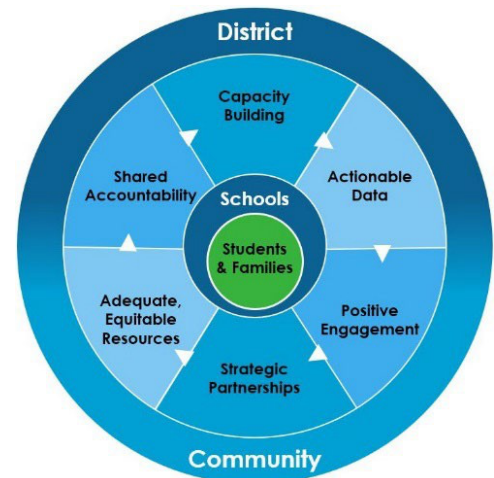 District
Capacity
Building
Shared
Accountability
Actionable
Data
Schools
Students
& Families
Adequate,
Equitable
Resources
Positive
Engagement
Strategic
Partnerships
Community